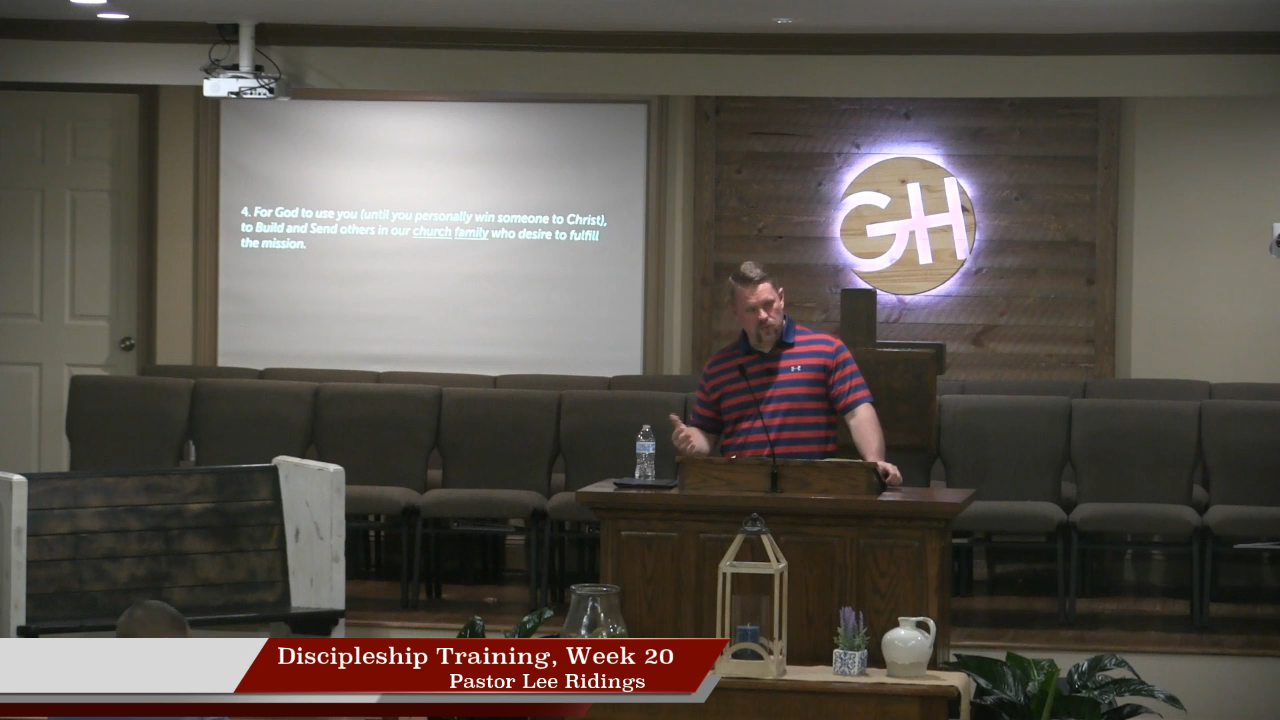 4. For God to use you (until you personally win someone to Christ),
to Build and Send others in our church family who desire to fulfill
the mission.
GH
Discipleship Training, Week 20
Pastor Lee Ridings